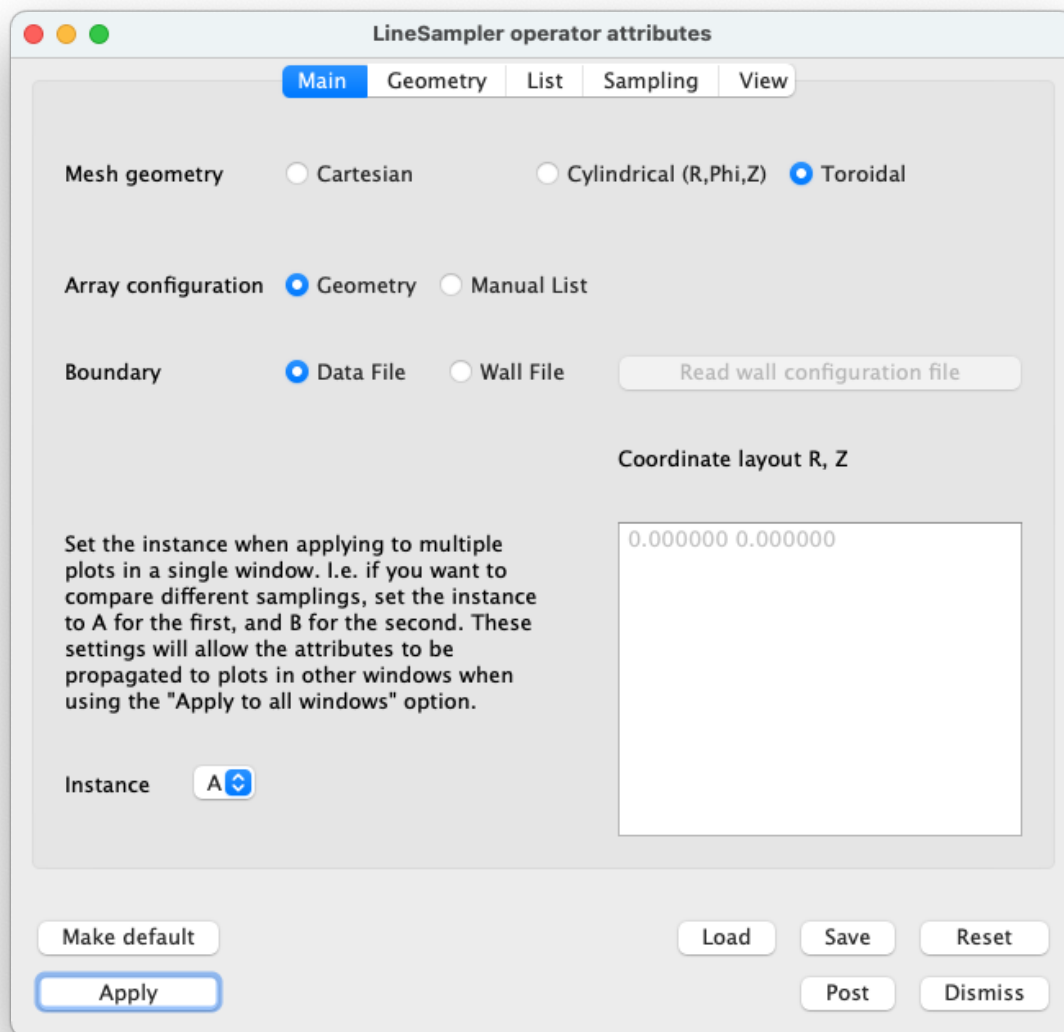 LineSampler operator attributes
Main Geometry List Sampling View
Mesh geometry Cartesian Cylindrical (R,Phi,Z) Toroidal
Array configuration Geometry Manual List
Boundary Data File Wall File Read wall configuration file
Coordinate layout R, Z
0.000000 0.000000
Set the instance when applying to multiple
plots in a single window. I.e. if you want to
compare different samplings, set the instance
to A for the first, and B for the second. These
settings will allow the attributes to be
propagated to plots in other windows when
using the "Apply to all windows" option.
Instance A
Make default Load Save Reset
Apply Post Dismiss